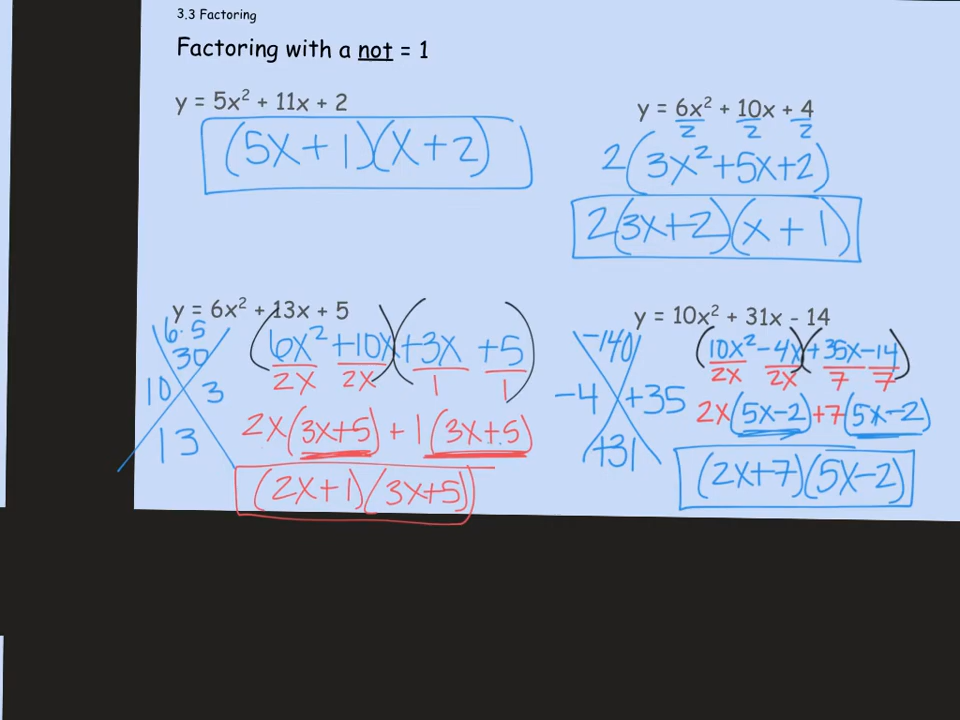 3.3 Factoring
Factoring with a not = 1
y = 5x² + 11x + 2
(5x+1)(x+2)
y = 6x² + 10x + 4
2 2 2
2(3x²+5x+2)
2(3x+2)(x+1)
y = 6x² + 13x + 5
6·5
30
10 3
13
(6x²+10x)(+3x +5)
2x 2x 1 1
2x(3x+5)+1(3x+5)
(2x+1)(3x+5)
y = 10x² + 31x - 14
-140
-4 +35
+31
(10x²-4x)(+35x-14)
2x 2x 7 7
2x(5x-2)+7(5x-2)
(2x+7)(5x-2)